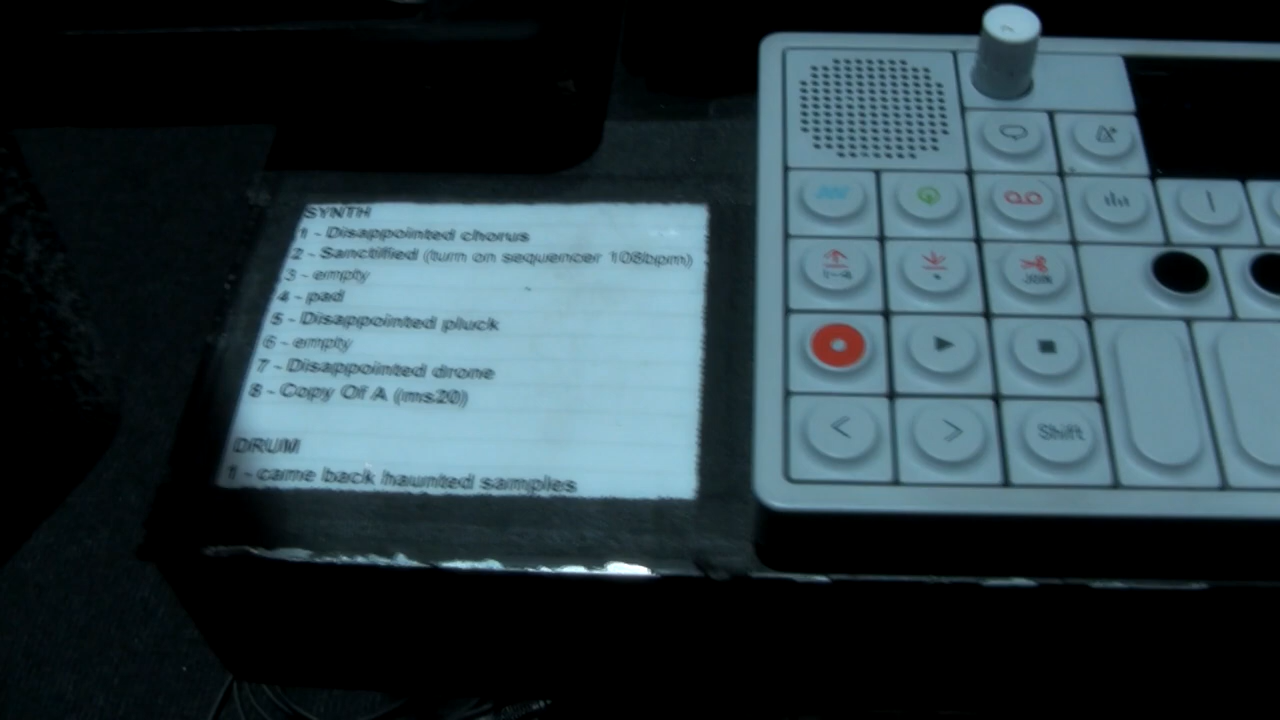 SYNTH
1 - Disappointed chorus
2 - Sanctified (turn on sequencer 108bpm)
3 - empty
4 - pad
5 - Disappointed pluck
6 - empty
7 - Disappointed drone
8 - Copy Of A (ms20)
DRUM
1 - came back haunted samples
JOIN
Shift